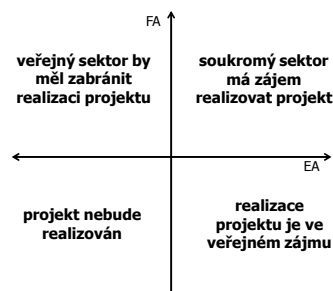 FA
veřejný sektor by
měl zabránit
realizaci projektu
soukromý sektor
má zájem
realizovat projekt
EA
projekt nebude
realizován
realizace
projektu je ve
veřejném zájmu